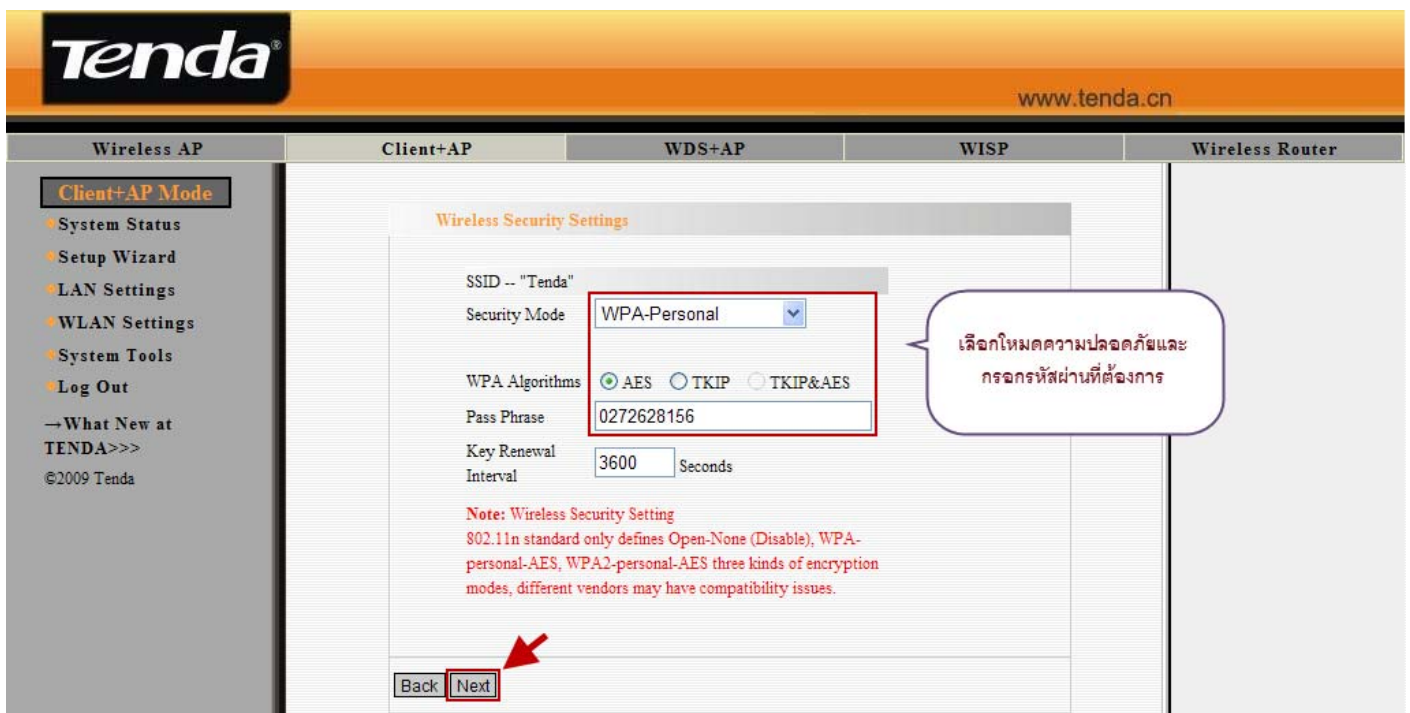 Tenda®
www.tenda.cn
Wireless AP
Client+AP
WDS+AP
WISP
Wireless Router
Client+AP Mode
System Status
Setup Wizard
LAN Settings
WLAN Settings
System Tools
Log Out
→What New at
TENDA>>>
©2009 Tenda
Wireless Security Settings
SSID -- "Tenda"
Security Mode WPA-Personal
WPA Algorithms AES TKIP TKIP&AES
Pass Phrase 0272628156
Key Renewal
Interval 3600 Seconds
Note: Wireless Security Setting
802.11n standard only defines Open-None (Disable), WPA-
personal-AES, WPA2-personal-AES three kinds of encryption
modes, different vendors may have compatibility issues.
Back Next
เลือกโหมดความปลอดภัยและ
กรอกรหัสผ่านที่ต้องการ